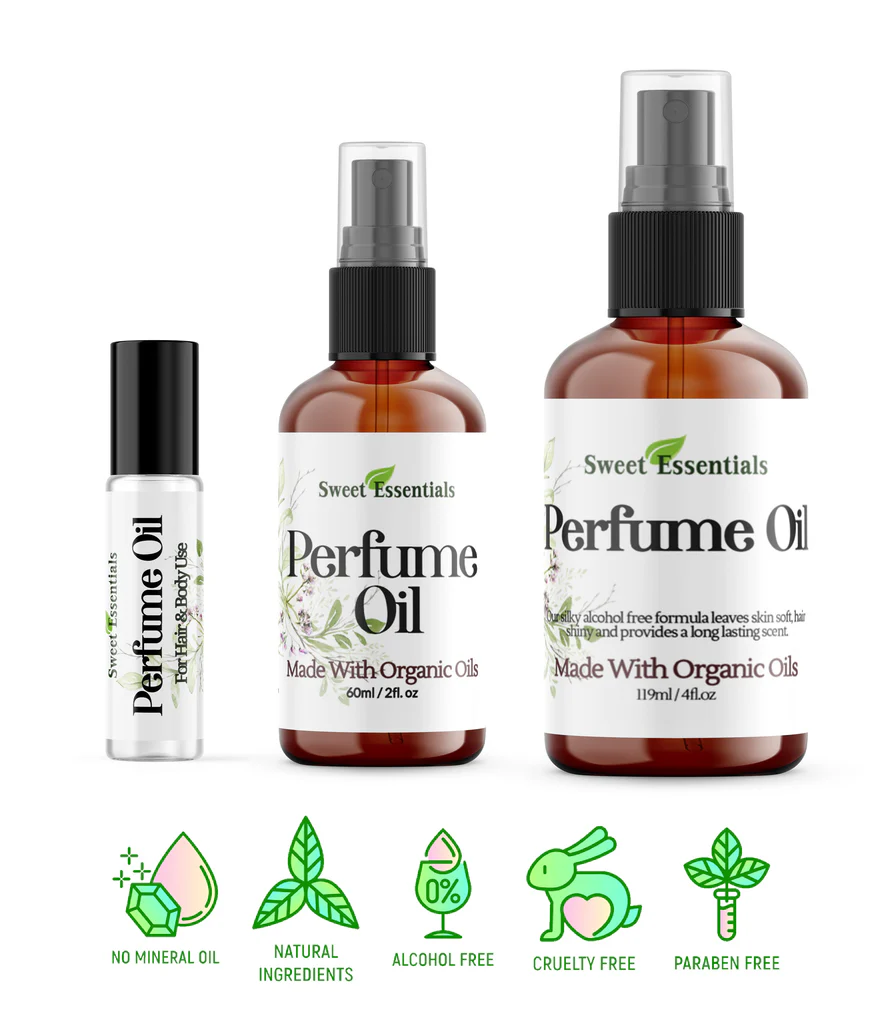 Sweet Essentials
Perfume Oil
For Hair & Body Use
Sweet Essentials
Perfume
Oil
Made With Organic Oils
60ml / 2fl. oz
Sweet Essentials
Perfume Oil
Our silky alcohol free formula leaves skin soft, hair
shiny and provides a long lasting scent.
Made With Organic Oils
119ml / 4fl.oz
NO MINERAL OIL
NATURAL
INGREDIENTS
0%
ALCOHOL FREE
CRUELTY FREE
PARABEN FREE